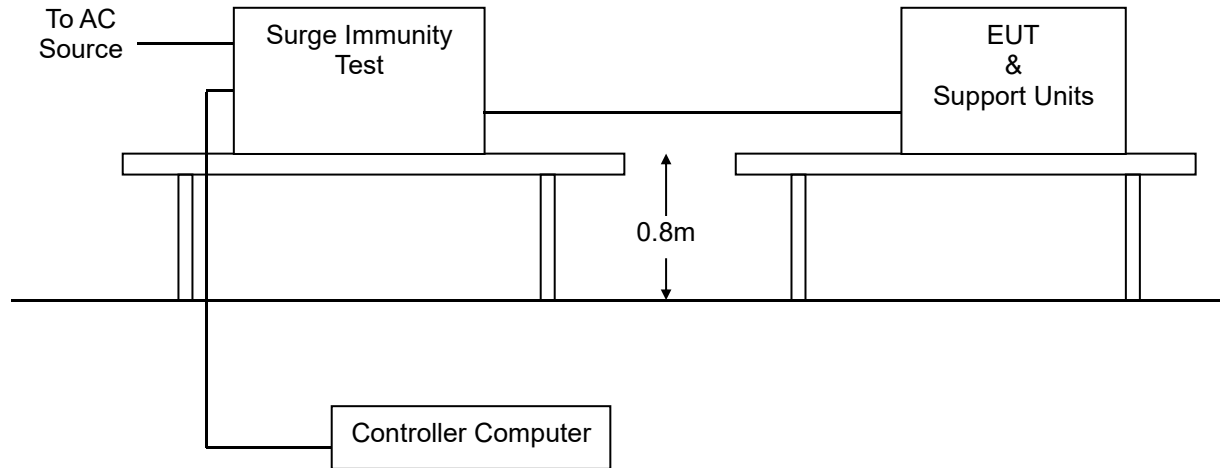 To AC
Source
Surge Immunity
Test
EUT
&
Support Units
0.8m
Controller Computer